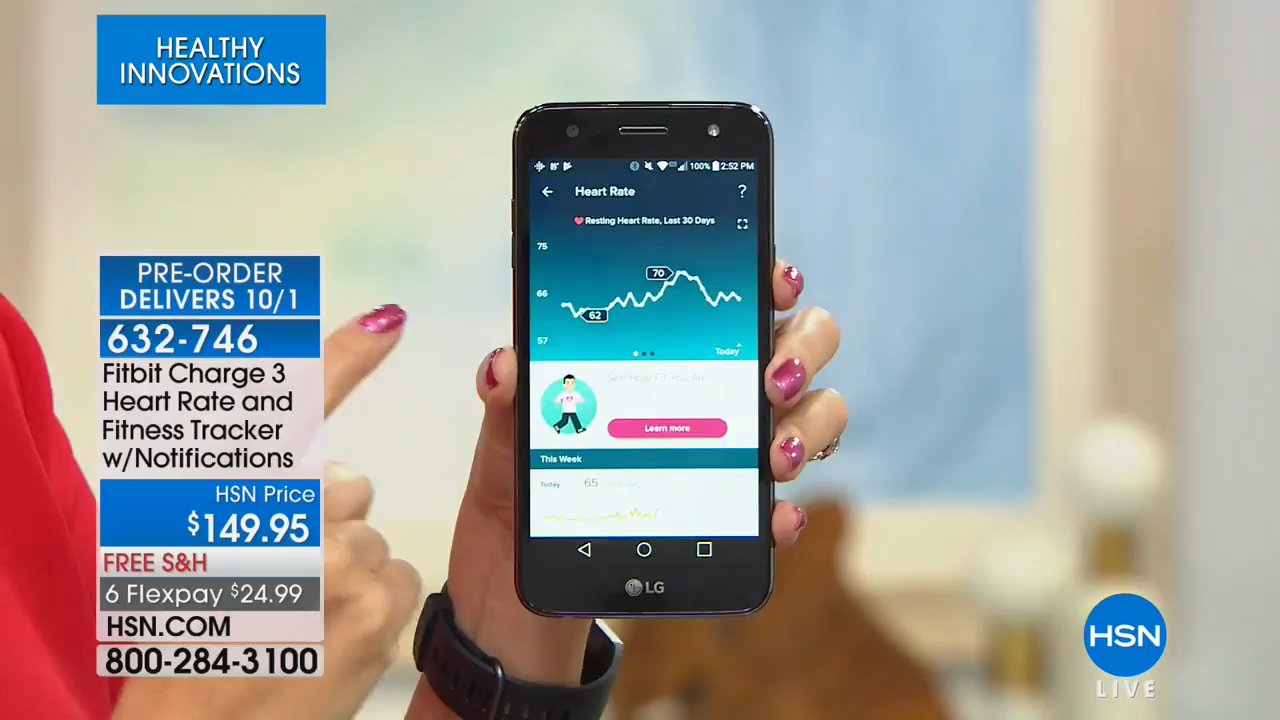 HEALTHY
INNOVATIONS
PRE-ORDER
DELIVERS 10/1
632-746
Fitbit Charge 3
Heart Rate and
Fitness Tracker
w/Notifications
HSN Price
$149.95
FREE S&H
6 Flexpay $24.99
HSN.COM
800-284-3100
100% 2:52 PM
Heart Rate ?
Resting Heart Rate, Last 30 Days
75
70
66
62
57
Today
See How Fit You Are
Learn more
This Week
Today 65
LG
HSN
LIVE